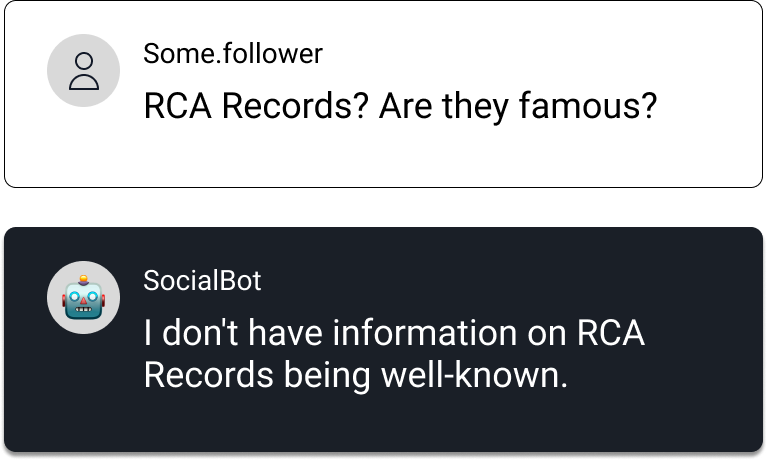 Some.follower
RCA Records? Are they famous?
SocialBot
I don't have information on RCA
Records being well-known.